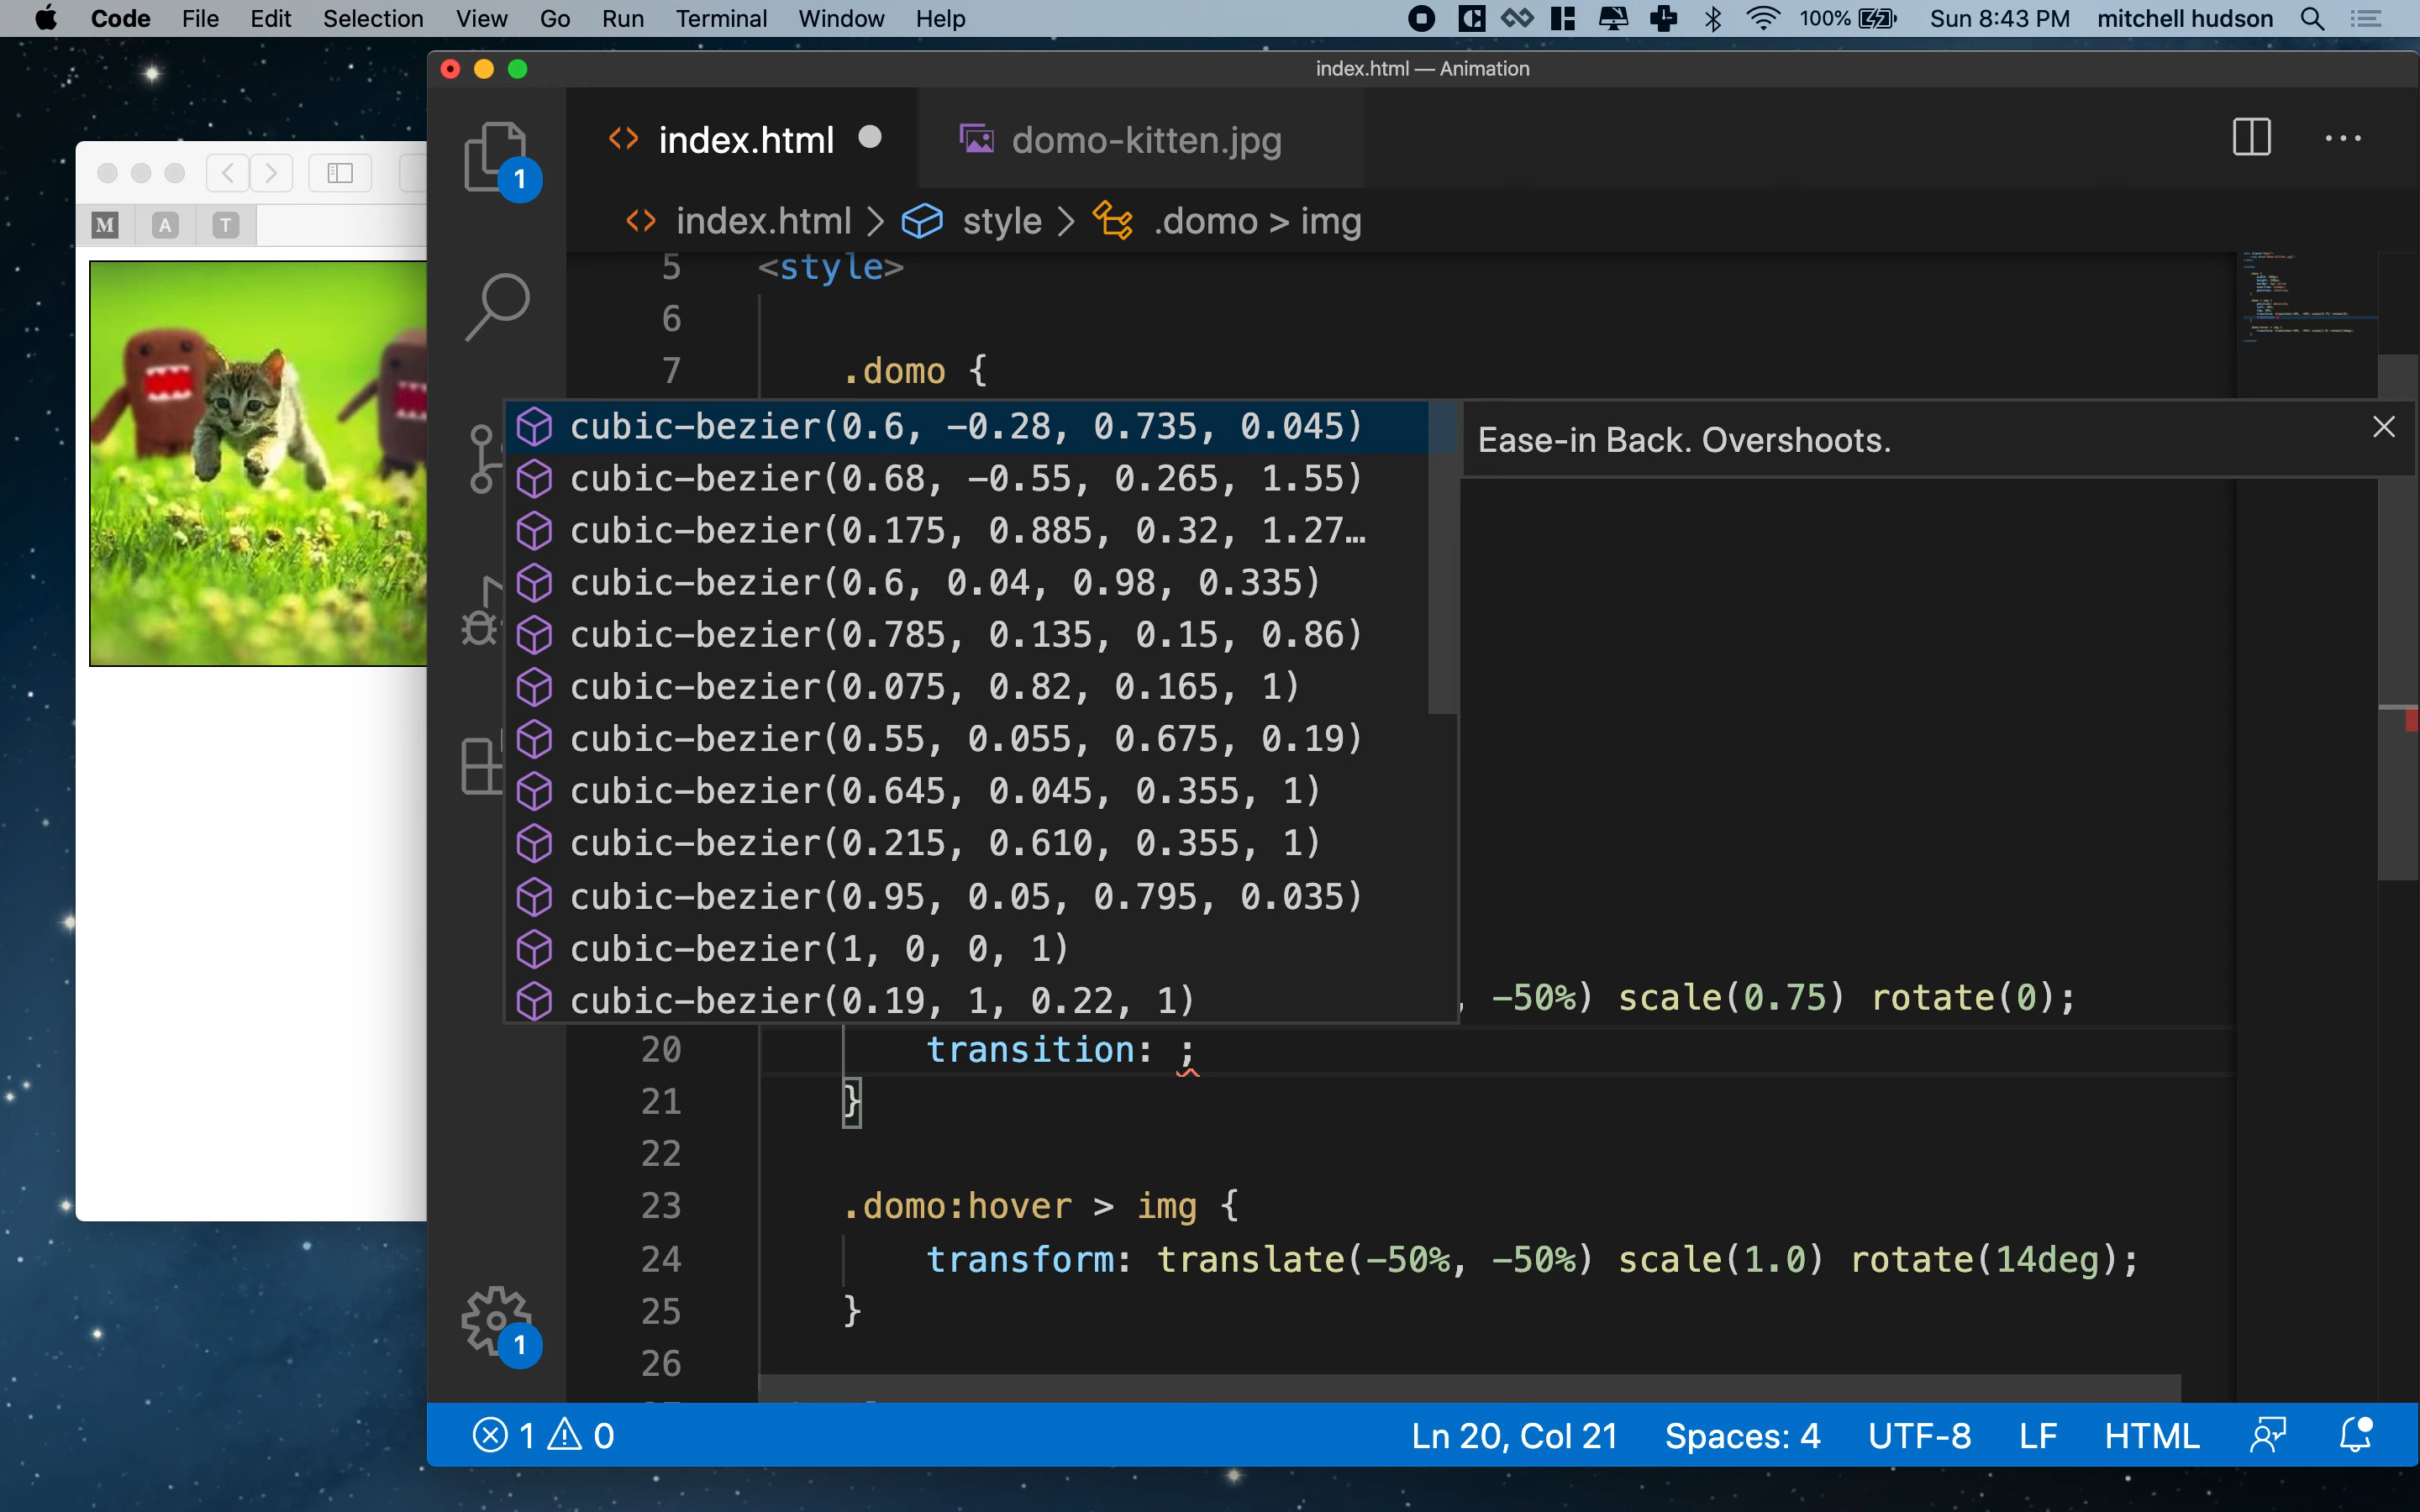 Code File Edit Selection View Go Run Terminal Window Help 100% Sun 8:43 PM mitchell hudson
index.html — Animation
index.html domo-kitten.jpg
index.html > style > .domo > img
M A T
1
5 <style>
6
7 .domo {
cubic-bezier(0.6, -0.28, 0.735, 0.045)
Ease-in Back. Overshoots.
cubic-bezier(0.68, -0.55, 0.265, 1.55)
cubic-bezier(0.175, 0.885, 0.32, 1.27…
cubic-bezier(0.6, 0.04, 0.98, 0.335)
cubic-bezier(0.785, 0.135, 0.15, 0.86)
cubic-bezier(0.075, 0.82, 0.165, 1)
cubic-bezier(0.55, 0.055, 0.675, 0.19)
cubic-bezier(0.645, 0.045, 0.355, 1)
cubic-bezier(0.215, 0.610, 0.355, 1)
cubic-bezier(0.95, 0.05, 0.795, 0.035)
cubic-bezier(1, 0, 0, 1)
cubic-bezier(0.19, 1, 0.22, 1)
, -50%) scale(0.75) rotate(0);
20 transition: ;
21 }
22
23 .domo:hover > img {
24 transform: translate(-50%, -50%) scale(1.0) rotate(14deg);
25 }
26
1
1 0 Ln 20, Col 21 Spaces: 4 UTF-8 LF HTML